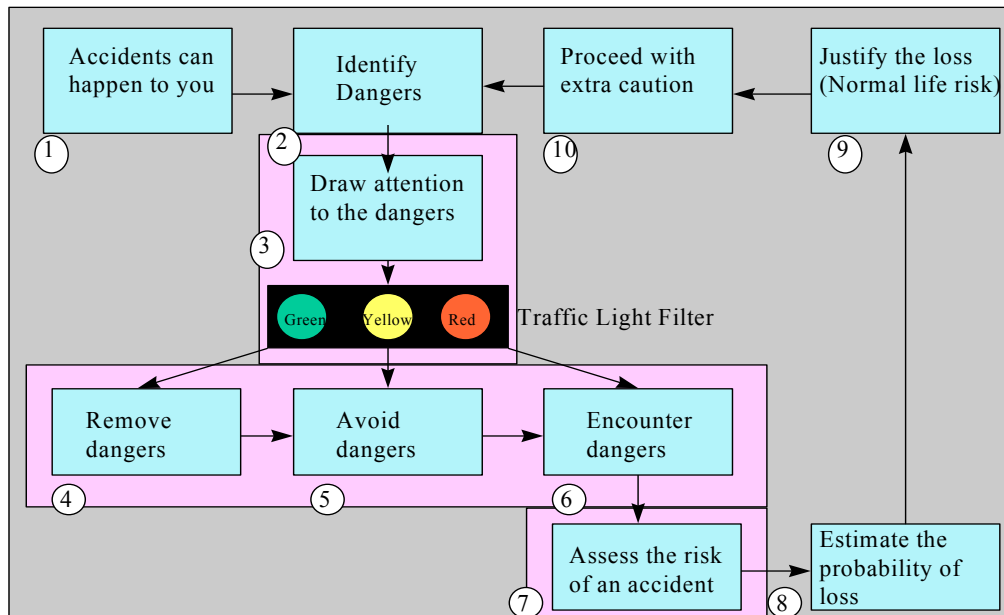 Accidents can
happen to you
1
Identify
Dangers
2
Draw attention
to the dangers
3
Green
Yellow
Red
Traffic Light Filter
Remove
dangers
4
Avoid
dangers
5
Encounter
dangers
6
Assess the risk
of an accident
7
Estimate the
probability of
loss
8
Justify the loss
(Normal life risk)
9
Proceed with
extra caution
10